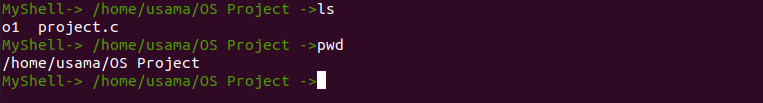 MyShell-> /home/usama/OS Project ->ls
o1  project.c
MyShell-> /home/usama/OS Project ->pwd
/home/usama/OS Project
MyShell-> /home/usama/OS Project ->